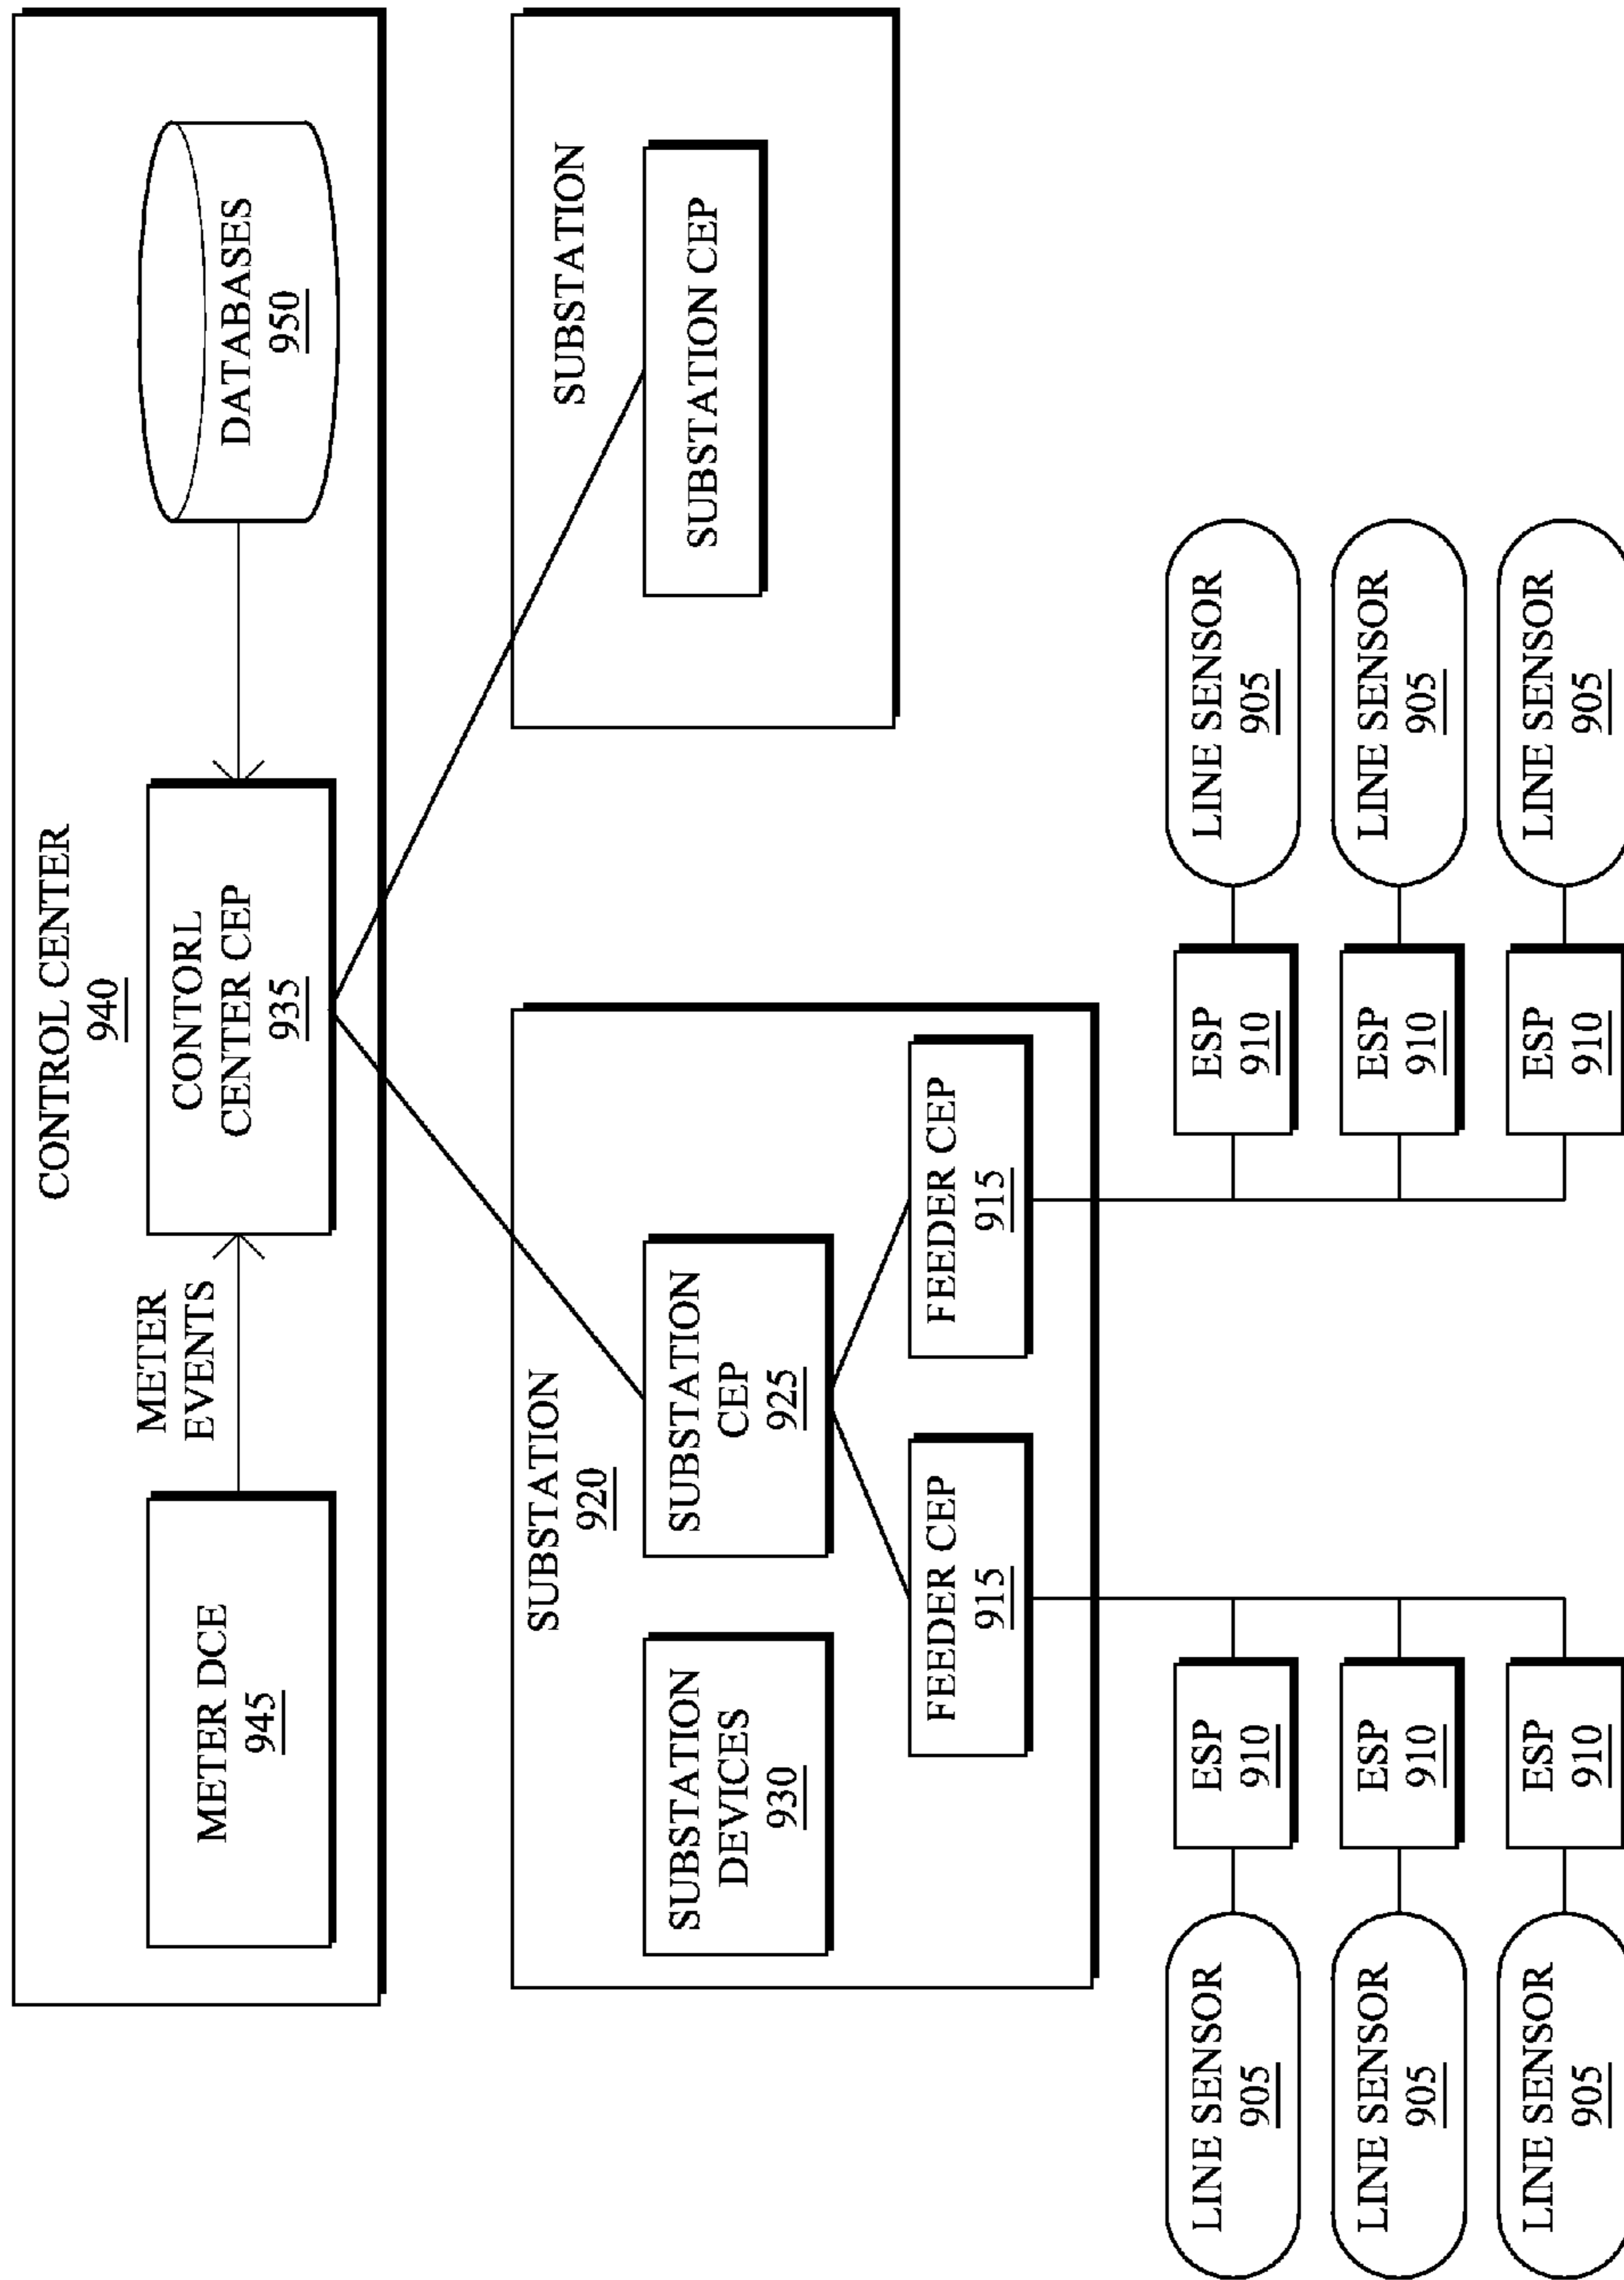 CONTROL CENTER
940
METER DCE
945
METER
EVENTS
CONTORL
CENTER CEP
935
DATABASES
950
SUBSTATION
920
SUBSTATION
DEVICES
930
SUBSTATION
CEP
925
FEEDER CEP
915
FEEDER CEP
915
SUBSTATION
SUBSTATION CEP
LINE SENSOR
905
ESP
910
ESP
910
LINE SENSOR
905
LINE SENSOR
905
ESP
910
ESP
910
LINE SENSOR
905
LINE SENSOR
905
ESP
910
ESP
910
LINE SENSOR
905